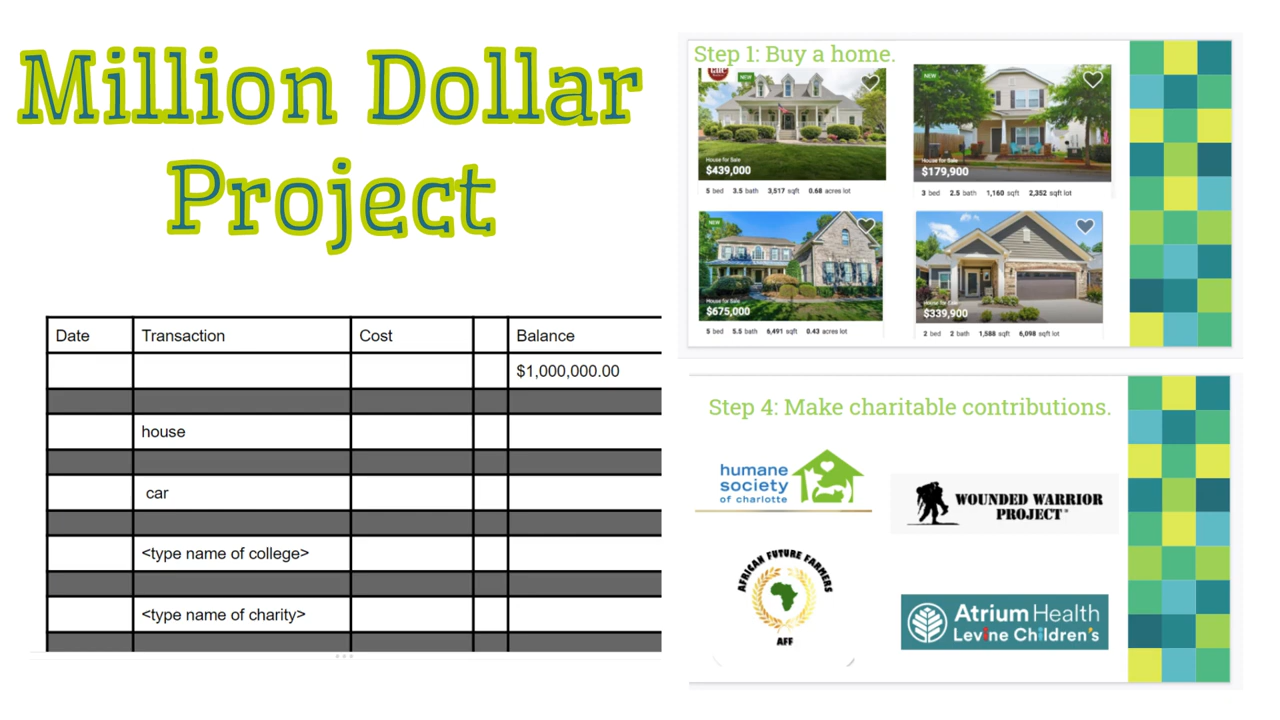 Million Dollar
Project
Date Transaction Cost Balance
$1,000,000.00
house
car
<type name of college>
<type name of charity>
Step 1: Buy a home.
NEW
House for Sale
$439,000
5 bed 3.5 bath 3,517 sqft 0.68 acres lot
NEW
House for Sale
$179,900
3 bed 2.5 bath 1,160 sqft 2,352 sqft lot
NEW
House for Sale
$675,000
5 bed 5.5 bath 6,491 sqft 0.43 acre lot
House for Sale
$339,900
2 bed 2 bath 1,588 sqft 6,098 sqft lot
Step 4: Make charitable contributions.
humane
society
of charlotte
WOUNDED WARRIOR
PROJECT®
AFRICAN FUTURE FARMERS
AFF
Atrium Health
Levine Children's